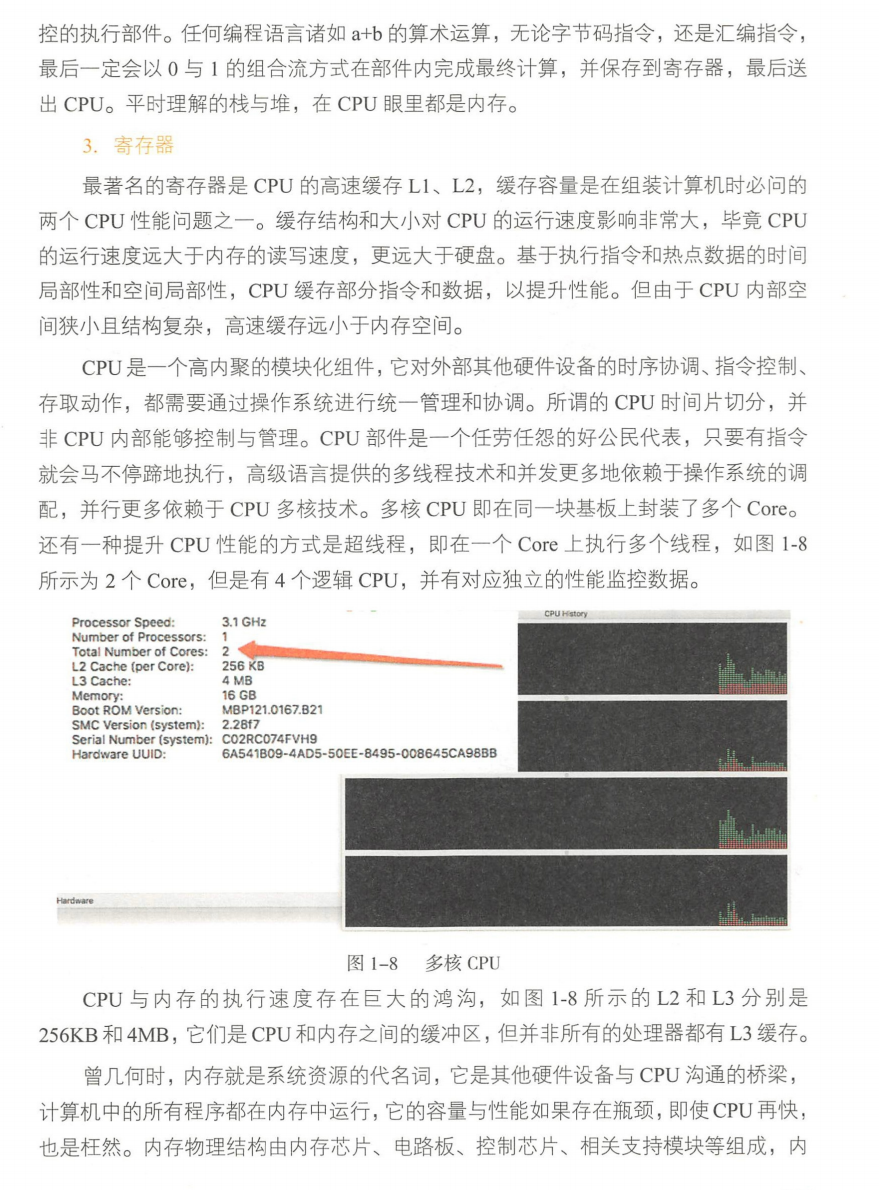 控的执行部件。任何编程语言诸如 a+b 的算术运算，无论字节码指令，还是汇编指令，
最后一定会以 0 与 1 的组合流方式在部件内完成最终计算，并保存到寄存器，最后送
出 CPU。平时理解的栈与堆，在 CPU 眼里都是内存。
3. 寄存器
最著名的寄存器是 CPU 的高速缓存 L1、L2，缓存容量是在组装计算机时必问的
两个 CPU 性能问题之一。缓存结构和大小对 CPU 的运行速度影响非常大，毕竟 CPU
的运行速度远大于内存的读写速度，更远大于硬盘。基于执行指令和热点数据的时间
局部性和空间局部性，CPU 缓存部分指令和数据，以提升性能。但由于 CPU 内部空
间狭小且结构复杂，高速缓存远小于内存空间。
CPU 是一个高内聚的模块化组件，它对外部其他硬件设备的时序协调、指令控制、
存取动作，都需要通过操作系统进行统一管理和协调。所谓的 CPU 时间片切分，并
非 CPU 内部能够控制与管理。CPU 部件是一个任劳任怨的好公民代表，只要有指令
就会马不停蹄地执行，高级语言提供的多线程技术和并发更多地依赖于操作系统的调
配，并行更多依赖于 CPU 多核技术。多核 CPU 即在同一块基板上封装了多个 Core。
还有一种提升 CPU 性能的方式是超线程，即在一个 Core 上执行多个线程，如图 1-8
所示为 2 个 Core，但是有 4 个逻辑 CPU，并有对应独立的性能监控数据。
Processor Speed: 3.1 GHz
Number of Processors: 1
Total Number of Cores: 2
L2 Cache (per Core): 256 KB
L3 Cache: 4 MB
Memory: 16 GB
Boot ROM Version: MBP121.0167.B21
SMC Version (system): 2.28f7
Serial Number (system): C02RC074FVH9
Hardware UUID: 6A541B09-4AD5-50EE-8495-008645CA98BB
CPU History
Hardware
图 1-8 多核 CPU
CPU 与内存的执行速度存在巨大的鸿沟，如图 1-8 所示的 L2 和 L3 分别是
256KB 和 4MB，它们是 CPU 和内存之间的缓冲区，但并非所有的处理器都有 L3 缓存。
曾几何时，内存就是系统资源的代名词，它是其他硬件设备与 CPU 沟通的桥梁，
计算机中的所有程序都在内存中运行，它的容量与性能如果存在瓶颈，即使 CPU 再快，
也是枉然。内存物理结构由内存芯片、电路板、控制芯片、相关支持模块等组成，内